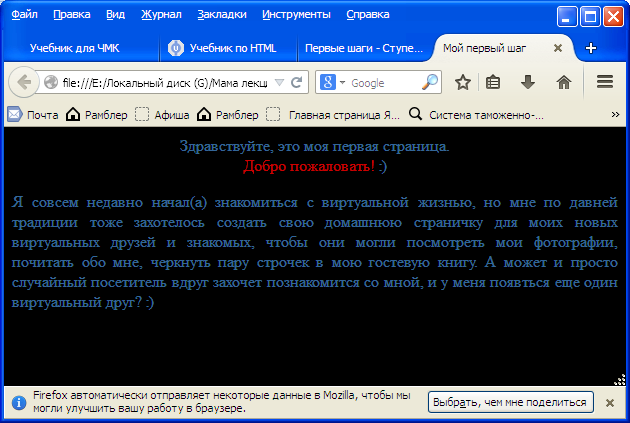 Файл Правка Вид Журнал Закладки Инструменты Справка
Учебник для ЧМК Учебник по HTML Первые шаги - Ступе... Мой первый шаг
file:///E:/Локальный диск (G)/Мама лекц Google
Почта Рамблер Афиша Рамблер Главная страница Я... Система таможенно-...
Здравствуйте, это моя первая страница.
Добро пожаловать! :)
Я совсем недавно начал(а) знакомиться с виртуальной жизнью, но мне по давней
традиции тоже захотелось создать свою домашнюю страничку для моих новых
виртуальных друзей и знакомых, чтобы они могли посмотреть мои фотографии,
почитать обо мне, черкнуть пару строчек в мою гостевую книгу. А может и просто
случайный посетитель вдруг захочет познакомится со мной, и у меня появться еще один
виртуальный друг? :)
Firefox автоматически отправляет некоторые данные в Mozilla, чтобы мы
могли улучшить вашу работу в браузере.
Выбрать, чем мне поделиться